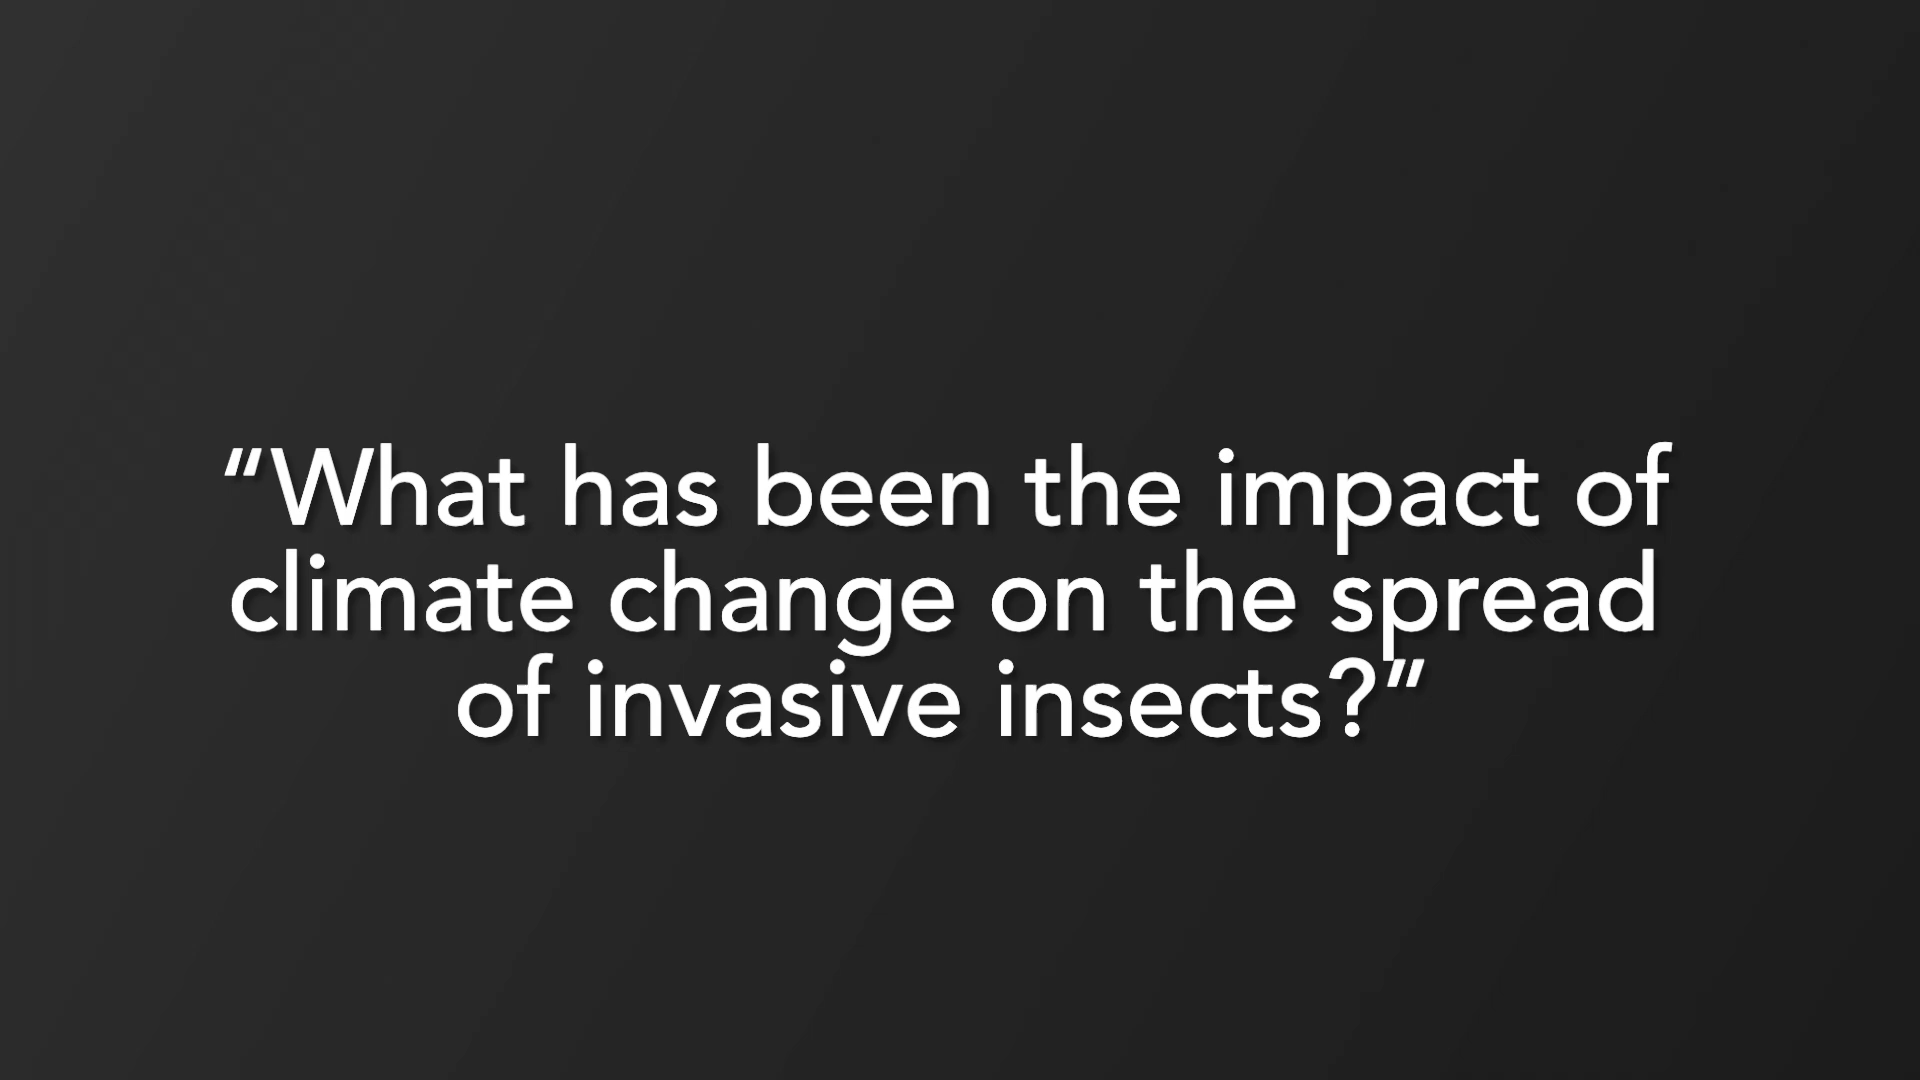 “What has been the impact of
climate change on the spread
of invasive insects?”